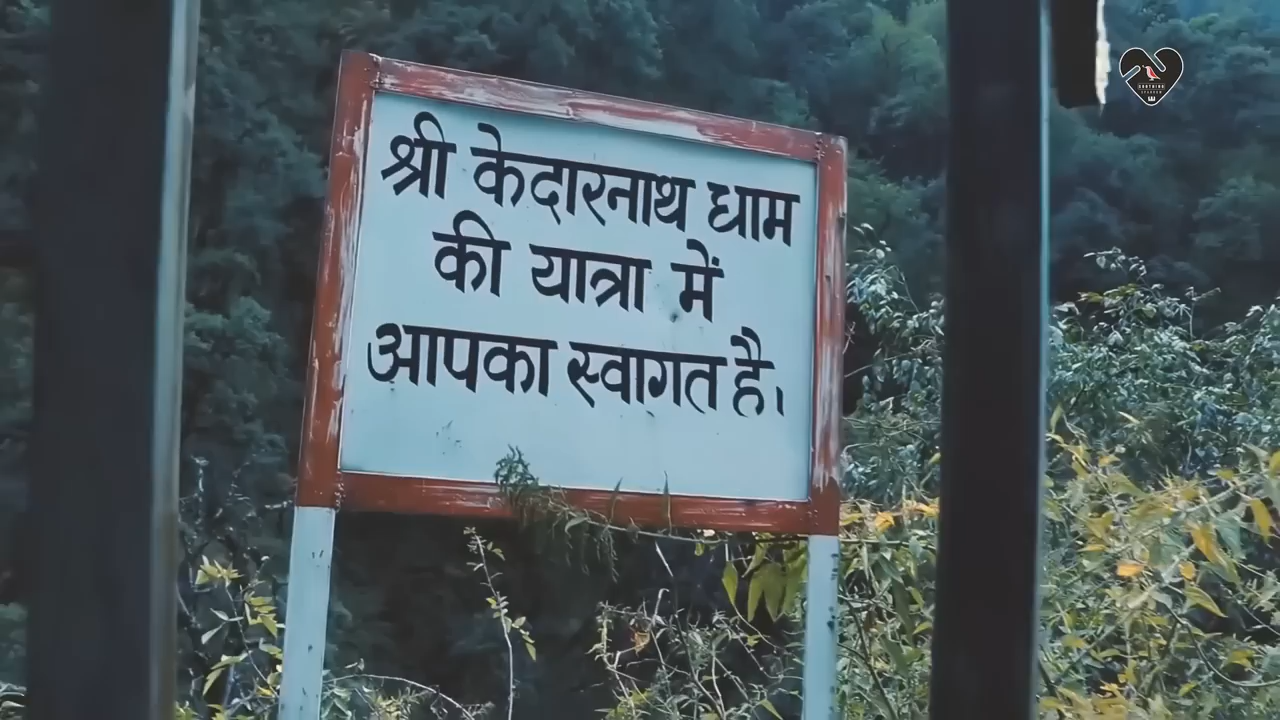 श्री केदारनाथ धाम
की यात्रा में
आपका स्वागत है।